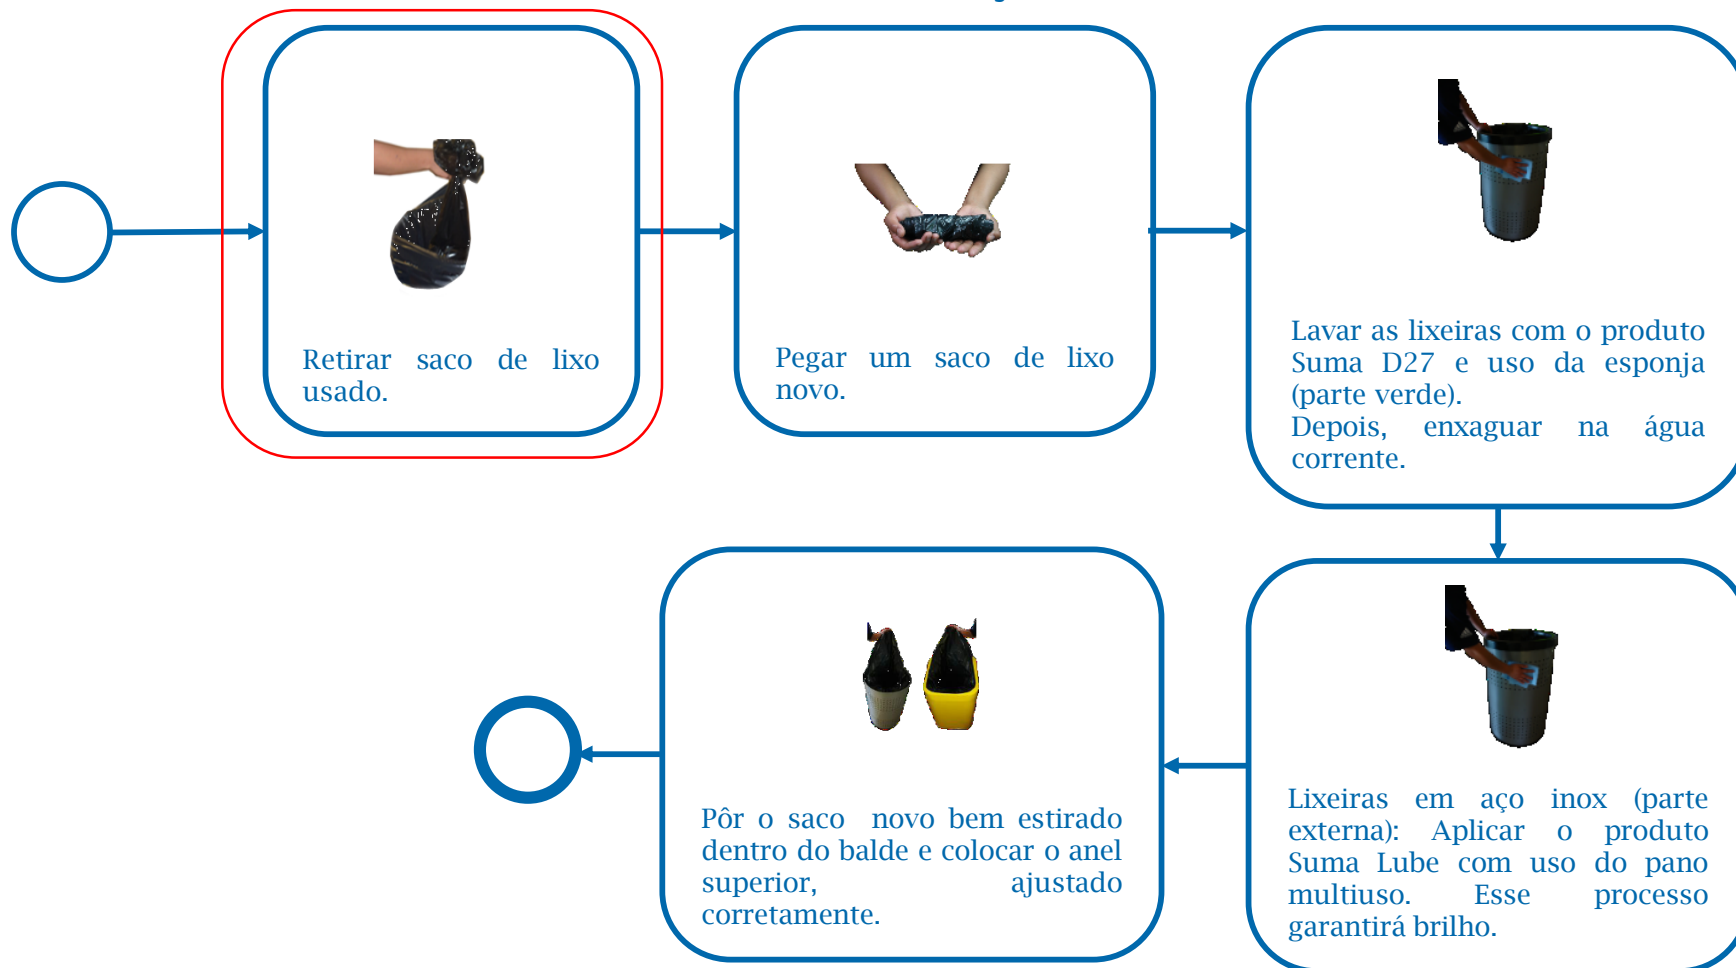 Retirar saco de lixo
usado.
Pegar um saco de lixo
novo.
Lavar as lixeiras com o produto
Suma D27 e uso da esponja
(parte verde).
Depois, enxaguar na água
corrente.
Lixeiras em aço inox (parte
externa): Aplicar o produto
Suma Lube com uso do pano
multiuso. Esse processo
garantirá brilho.
Pôr o saco novo bem estirado
dentro do balde e colocar o anel
superior, ajustado
corretamente.